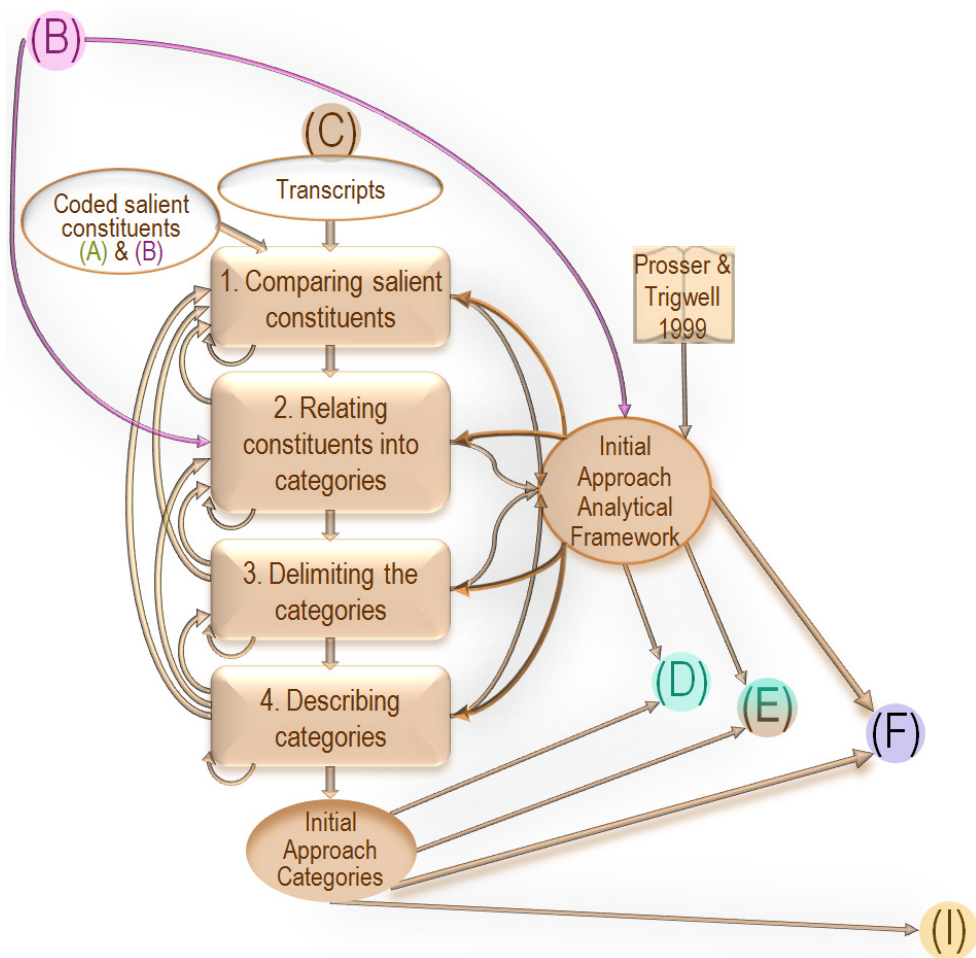 (B)
(C)
Transcripts
Coded salient
constituents
(A) & (B)
1. Comparing salient
constituents
Prosser &
Trigwell
1999
2. Relating
constituents into
categories
Initial
Approach
Analytical
Framework
3. Delimiting the
categories
4. Describing
categories
(D)
(E)
(F)
Initial
Approach
Categories
(I)